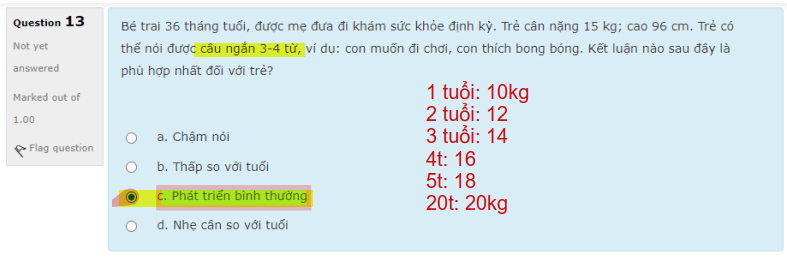 Question 13
Not yet
answered
Marked out of
1.00
Flag question
Bé trai 36 tháng tuổi, được mẹ đưa đi khám sức khỏe định kỳ. Trẻ cân nặng 15 kg; cao 96 cm. Trẻ có
thể nói được câu ngắn 3-4 từ, ví dụ: con muốn đi chơi, con thích bong bóng. Kết luận nào sau đây là
phù hợp nhất đối với trẻ?
a. Chậm nói
b. Thấp so với tuổi
c. Phát triển bình thường
d. Nhẹ cân so với tuổi
1 tuổi: 10kg
2 tuổi: 12
3 tuổi: 14
4t: 16
5t: 18
20t: 20kg